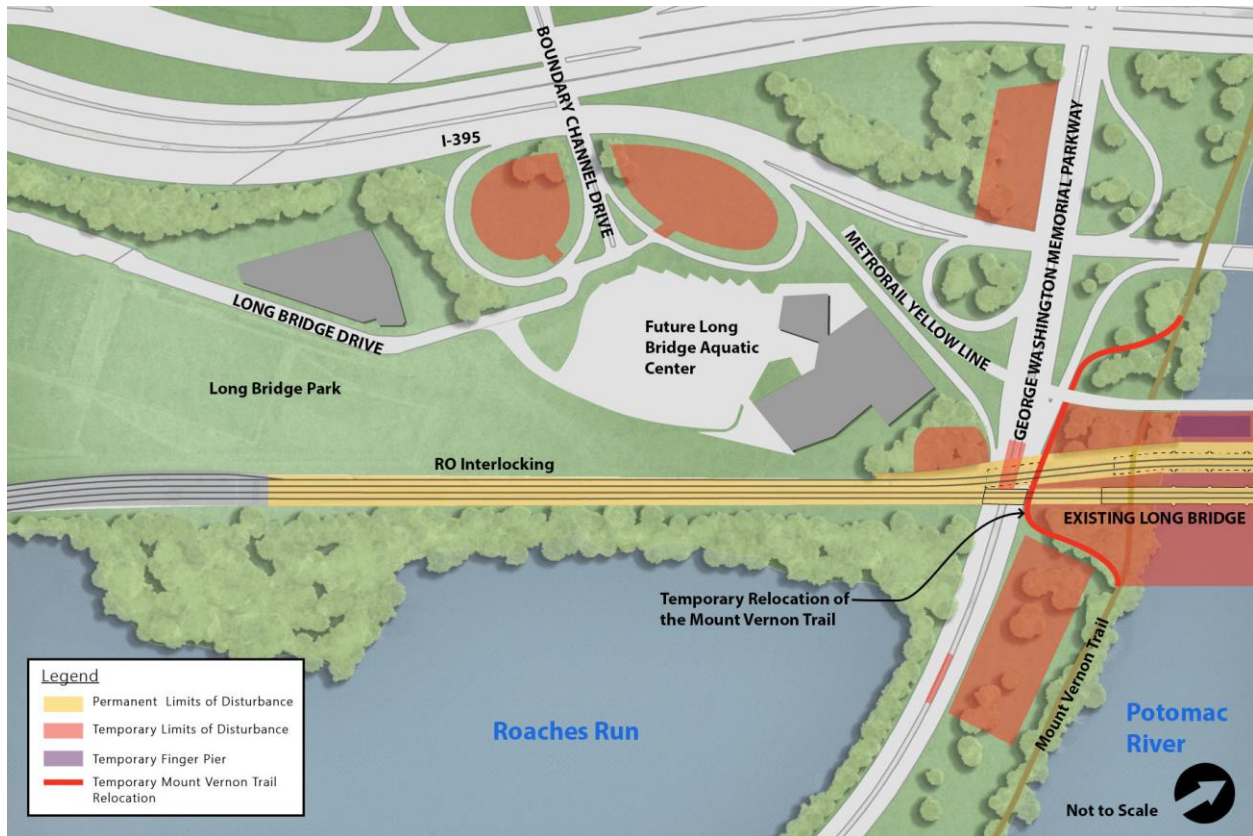 BOUNDARY CHANNEL DRIVE
I-395
GEORGE WASHINGTON MEMORIAL PARKWAY
METRORAIL YELLOW LINE
LONG BRIDGE DRIVE
Future Long
Bridge Aquatic
Center
Long Bridge Park
RO Interlocking
EXISTING LONG BRIDGE
Temporary Relocation of
the Mount Vernon Trail
Mount Vernon Trail
Roaches Run
Potomac
River
Not to Scale
Legend
Permanent Limits of Disturbance
Temporary Limits of Disturbance
Temporary Finger Pier
Temporary Mount Vernon Trail
Relocation